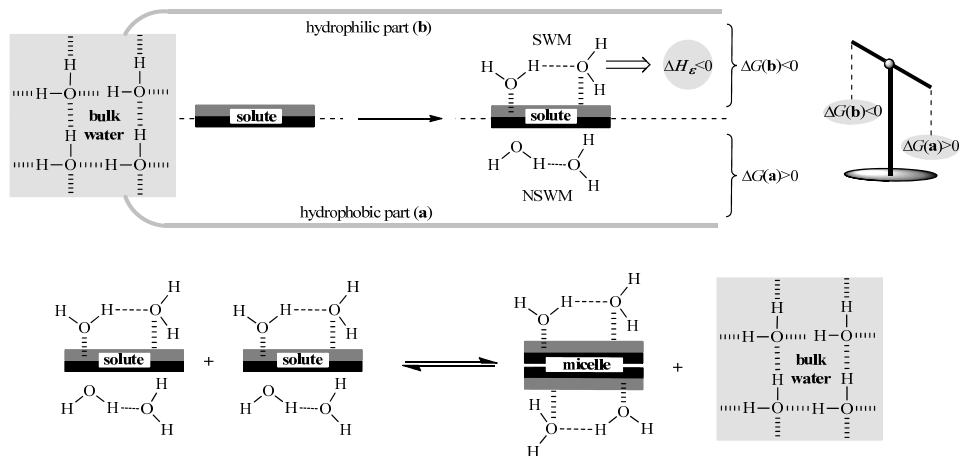 hydrophilic part (b)
SWM
ΔHε<0
ΔG(b)<0
H
H
H
O
O
H
H H
H–O H–O
bulk
water
H H
H–O H–O
solute
solute
ΔG(b)<0
ΔG(a)>0
O
H H
H
O
H
NSWM
ΔG(a)>0
hydrophobic part (a)
H
H H
O
O
H
solute
O
H H
H
O
H
+
H
H H
O
O
H
solute
O
H H
H
O
H
H
H H
O
O
H
micelle
H
O
H
H
O
H
+
H H
H–O H–O
bulk
water
H H
H–O H–O